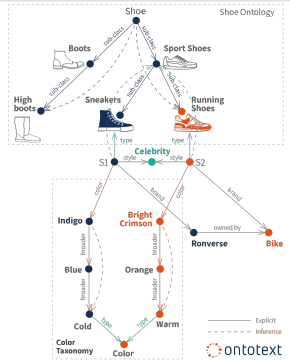 Shoe
Shoe Ontology
sub-class
sub-class
Boots
Sport Shoes
sub-class
sub-class
sub-class
High
boots
Sneakers
Running
Shoes
type
type
Celebrity
S1
style
style
S2
color
brand
color
brand
Indigo
Bright
Crimson
owned by
Ronverse
Bike
broader
broader
Blue
Orange
broader
broader
Cold
Warm
type
type
Color
Taxonomy
Color
Explicit
Inference
ontotext